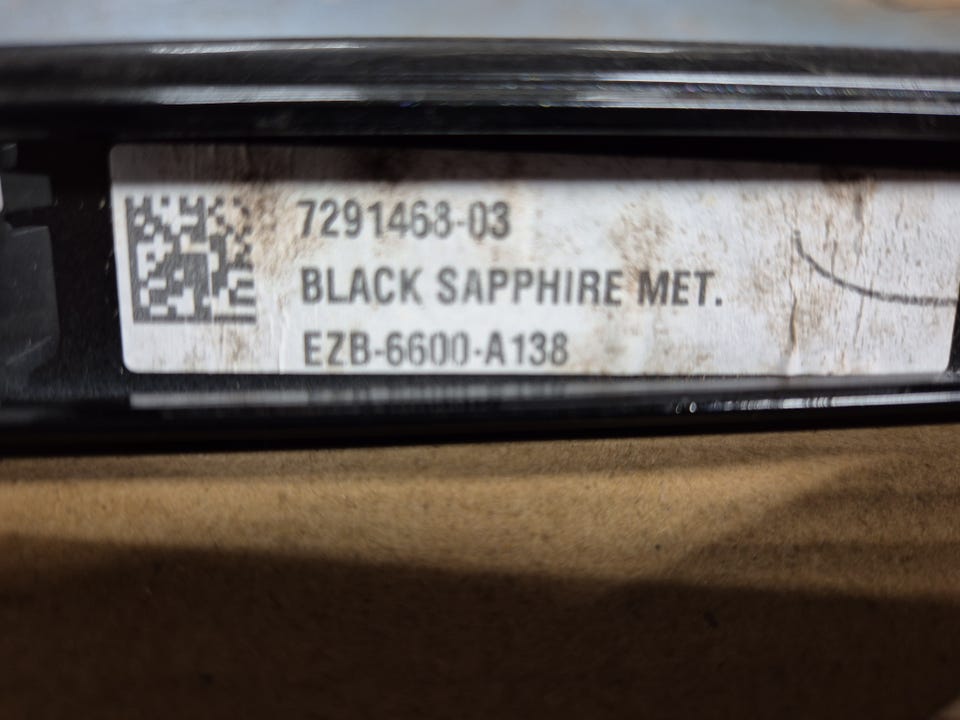 7291468-03
BLACK SAPPHIRE MET.
EZB-6600-A138